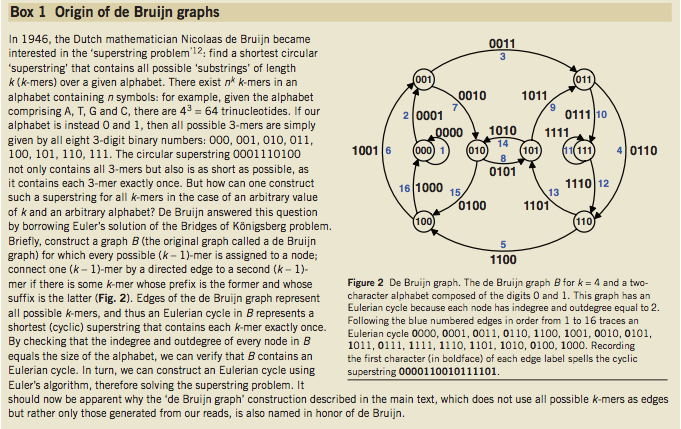 Box 1 Origin of de Bruijn graphs
In 1946, the Dutch mathematician Nicolaas de Bruijn became
interested in the ‘superstring problem’12: find a shortest circular
‘superstring’ that contains all possible ‘substrings’ of length
k (k-mers) over a given alphabet. There exist nk k-mers in an
alphabet containing n symbols: for example, given the alphabet
comprising A, T, G and C, there are 43 = 64 trinucleotides. If our
alphabet is instead 0 and 1, then all possible 3-mers are simply
given by all eight 3-digit binary numbers: 000, 001, 010, 011,
100, 101, 110, 111. The circular superstring 0001110100
not only contains all 3-mers but also is as short as possible, as
it contains each 3-mer exactly once. But how can one construct
such a superstring for all k-mers in the case of an arbitrary value
of k and an arbitrary alphabet? De Bruijn answered this question
by borrowing Euler’s solution of the Bridges of Königsberg problem.
Briefly, construct a graph B (the original graph called a de Bruijn
graph) for which every possible (k – 1)-mer is assigned to a node;
connect one (k – 1)-mer by a directed edge to a second (k – 1)-
mer if there is some k-mer whose prefix is the former and whose
suffix is the latter (Fig. 2). Edges of the de Bruijn graph represent
all possible k-mers, and thus an Eulerian cycle in B represents a
shortest (cyclic) superstring that contains each k-mer exactly once.
By checking that the indegree and outdegree of every node in B
equals the size of the alphabet, we can verify that B contains an
Eulerian cycle. In turn, we can construct an Eulerian cycle using
Euler’s algorithm, therefore solving the superstring problem. It
should now be apparent why the ‘de Bruijn graph’ construction described in the main text, which does not use all possible k-mers as edges
but rather only those generated from our reads, is also named in honor of de Bruijn.
0011
3
001
011
0010
7
1011
9
2
0001
0111
10
0000
1010
1111
1001
6
000
1
010
14
8
101
11
111
4
0110
0101
16
1000
15
0100
1101
13
1110
12
100
110
5
1100
Figure 2 De Bruijn graph. The de Bruijn graph B for k = 4 and a two-
character alphabet composed of the digits 0 and 1. This graph has an
Eulerian cycle because each node has indegree and outdegree equal to 2.
Following the blue numbered edges in order from 1 to 16 traces an
Eulerian cycle 0000, 0001, 0011, 0110, 1100, 1001, 0010, 0101,
1011, 0111, 1111, 1110, 1101, 1010, 0100, 1000. Recording
the first character (in boldface) of each edge label spells the cyclic
superstring 0000110010111101.